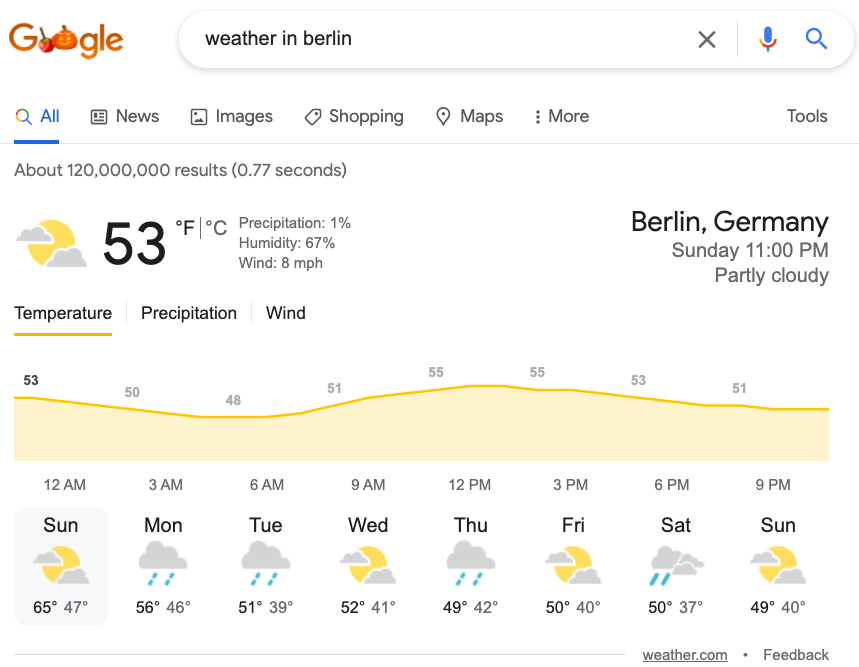 Google
weather in berlin
All News Images Shopping Maps More Tools
About 120,000,000 results (0.77 seconds)
53 °F °C
Precipitation: 1%
Humidity: 67%
Wind: 8 mph
Berlin, Germany
Sunday 11:00 PM
Partly cloudy
Temperature Precipitation Wind
53 50 48 51 55 55 53 51
12 AM 3 AM 6 AM 9 AM 12 PM 3 PM 6 PM 9 PM
Sun Mon Tue Wed Thu Fri Sat Sun
65° 47° 56° 46° 51° 39° 52° 41° 49° 42° 50° 40° 50° 37° 49° 40°
weather.com • Feedback